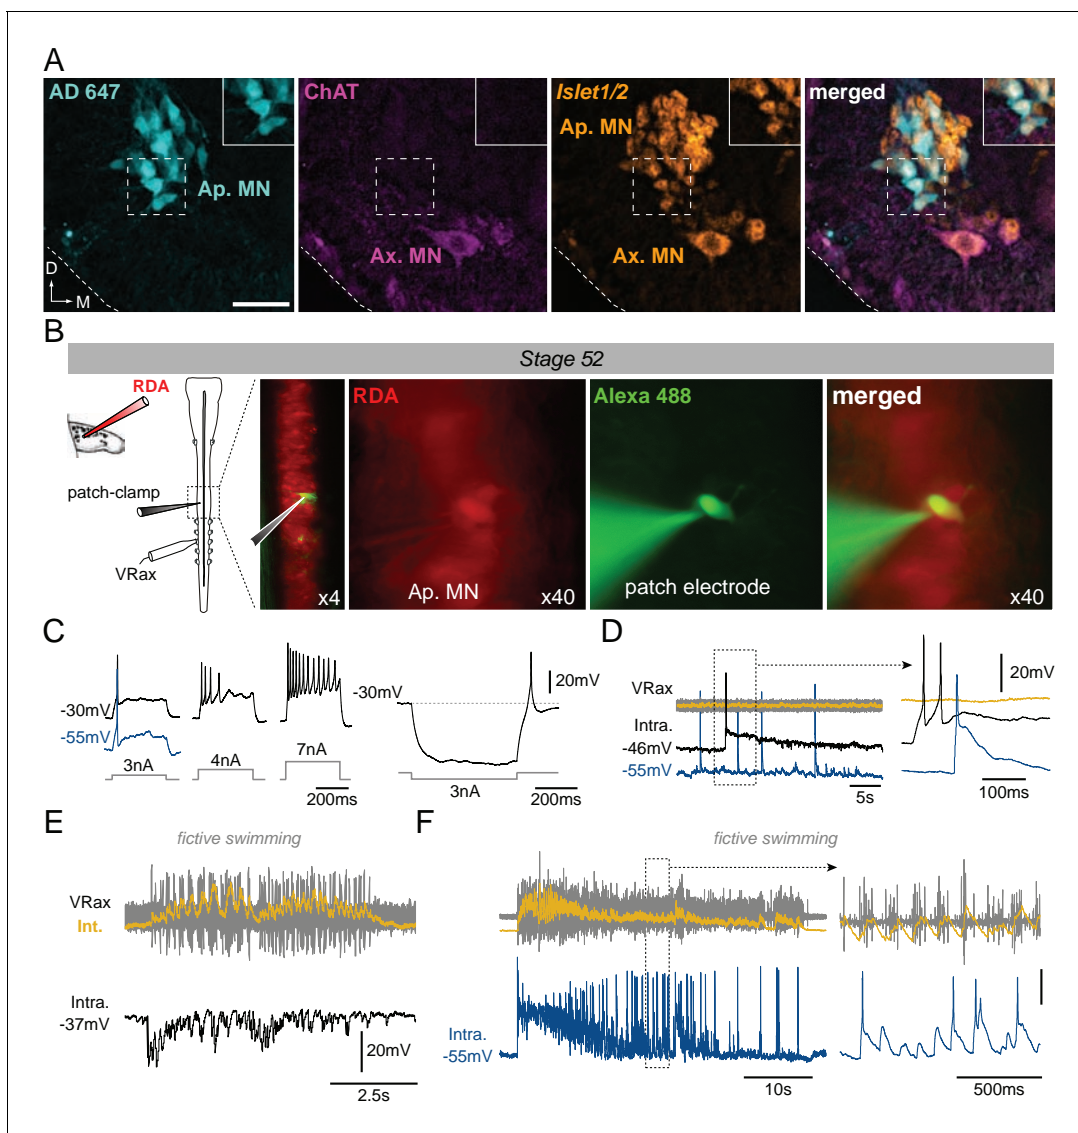 A
AD 647
Ap. MN
D
M
ChAT
Ax. MN
Islet1/2
Ap. MN
Ax. MN
merged
B
Stage 52
RDA
patch-clamp
VRax
x4
RDA
Ap. MN
x40
Alexa 488
patch electrode
merged
x40
C
-30mV
-55mV
3nA
4nA
7nA
200ms
-30mV
20mV
3nA
200ms
D
VRax
Intra.
-46mV
-55mV
5s
20mV
100ms
E
fictive swimming
VRax
Int.
Intra.
-37mV
20mV
2.5s
F
fictive swimming
Intra.
-55mV
10s
500ms